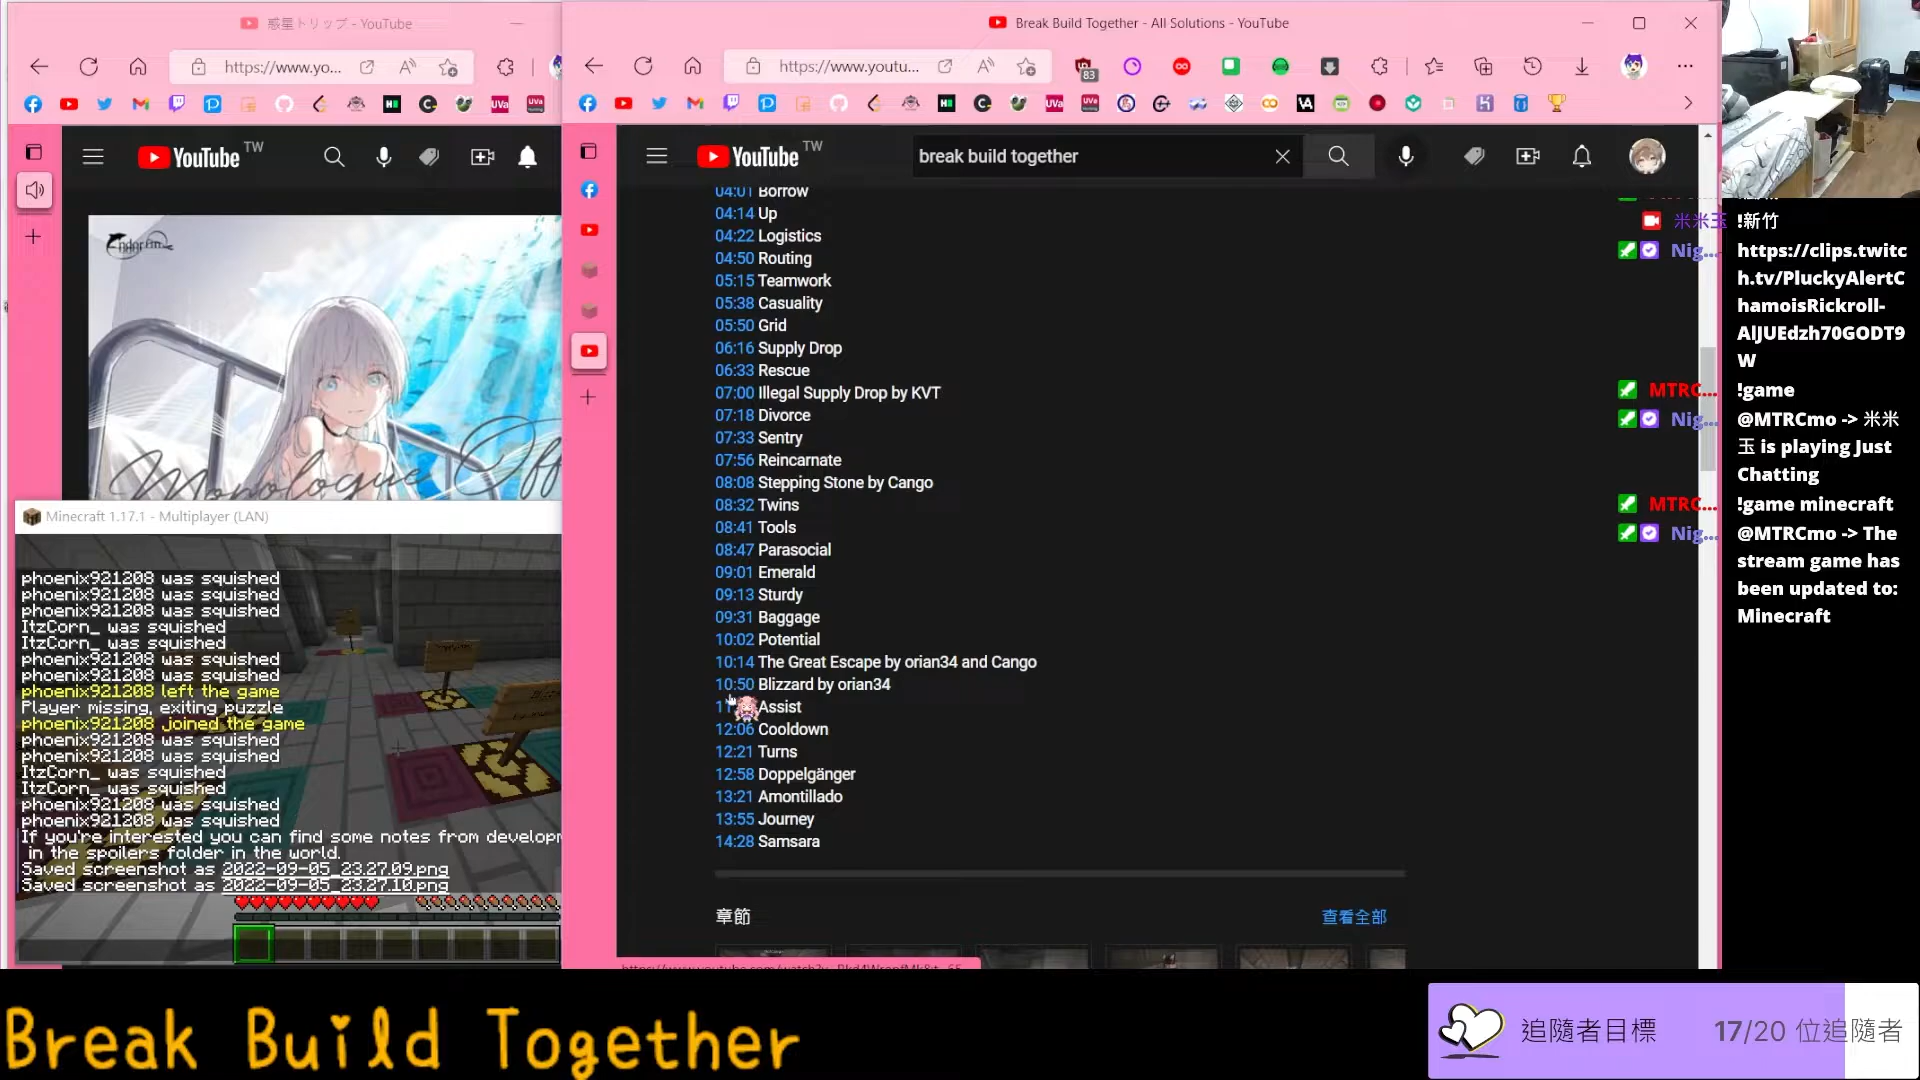 惑星トリップ - YouTube
Break Build Together - All Solutions - YouTube
https://www.yo...
https://www.youtu...
83
YouTube TW
YouTube TW
break build together
04:01 Borrow
04:14 Up
04:22 Logistics
04:50 Routing
05:15 Teamwork
05:38 Casuality
05:50 Grid
06:16 Supply Drop
06:33 Rescue
07:00 Illegal Supply Drop by KVT
07:18 Divorce
07:33 Sentry
07:56 Reincarnate
08:08 Stepping Stone by Cango
08:32 Twins
08:41 Tools
08:47 Parasocial
09:01 Emerald
09:13 Sturdy
09:31 Baggage
10:02 Potential
10:14 The Great Escape by orian34 and Cango
10:50 Blizzard by orian34
Assist
12:06 Cooldown
12:21 Turns
12:58 Doppelgänger
13:21 Amontillado
13:55 Journey
14:28 Samsara
章節
查看全部
Monologue
Minecraft 1.17.1 - Multiplayer (LAN)
phoenix921208 was squished
phoenix921208 was squished
phoenix921208 was squished
ItzCorn_ was squished
ItzCorn_ was squished
phoenix921208 was squished
phoenix921208 was squished
phoenix921208 left the game
Player missing, exiting puzzle
phoenix921208 joined the game
phoenix921208 was squished
phoenix921208 was squished
ItzCorn_ was squished
ItzCorn_ was squished
phoenix921208 was squished
phoenix921208 was squished
If you're interested you can find some notes from developm
in the spoilers folder in the world.
Saved screenshot as 2022-09-05_23.27.09.png
Saved screenshot as 2022-09-05_23.27.10.png
米米玉 !新竹
Nig... https://clips.twitc
h.tv/PluckyAlertC
hamoisRickroll-
AlJUEdzh70GODT9
W
MTRC... !game
Nig... @MTRCmo -> 米米
玉 is playing Just
Chatting
MTRC... !game minecraft
Nig... @MTRCmo -> The
stream game has
been updated to:
Minecraft
Break Build Together
追隨者目標 17/20 位追隨者